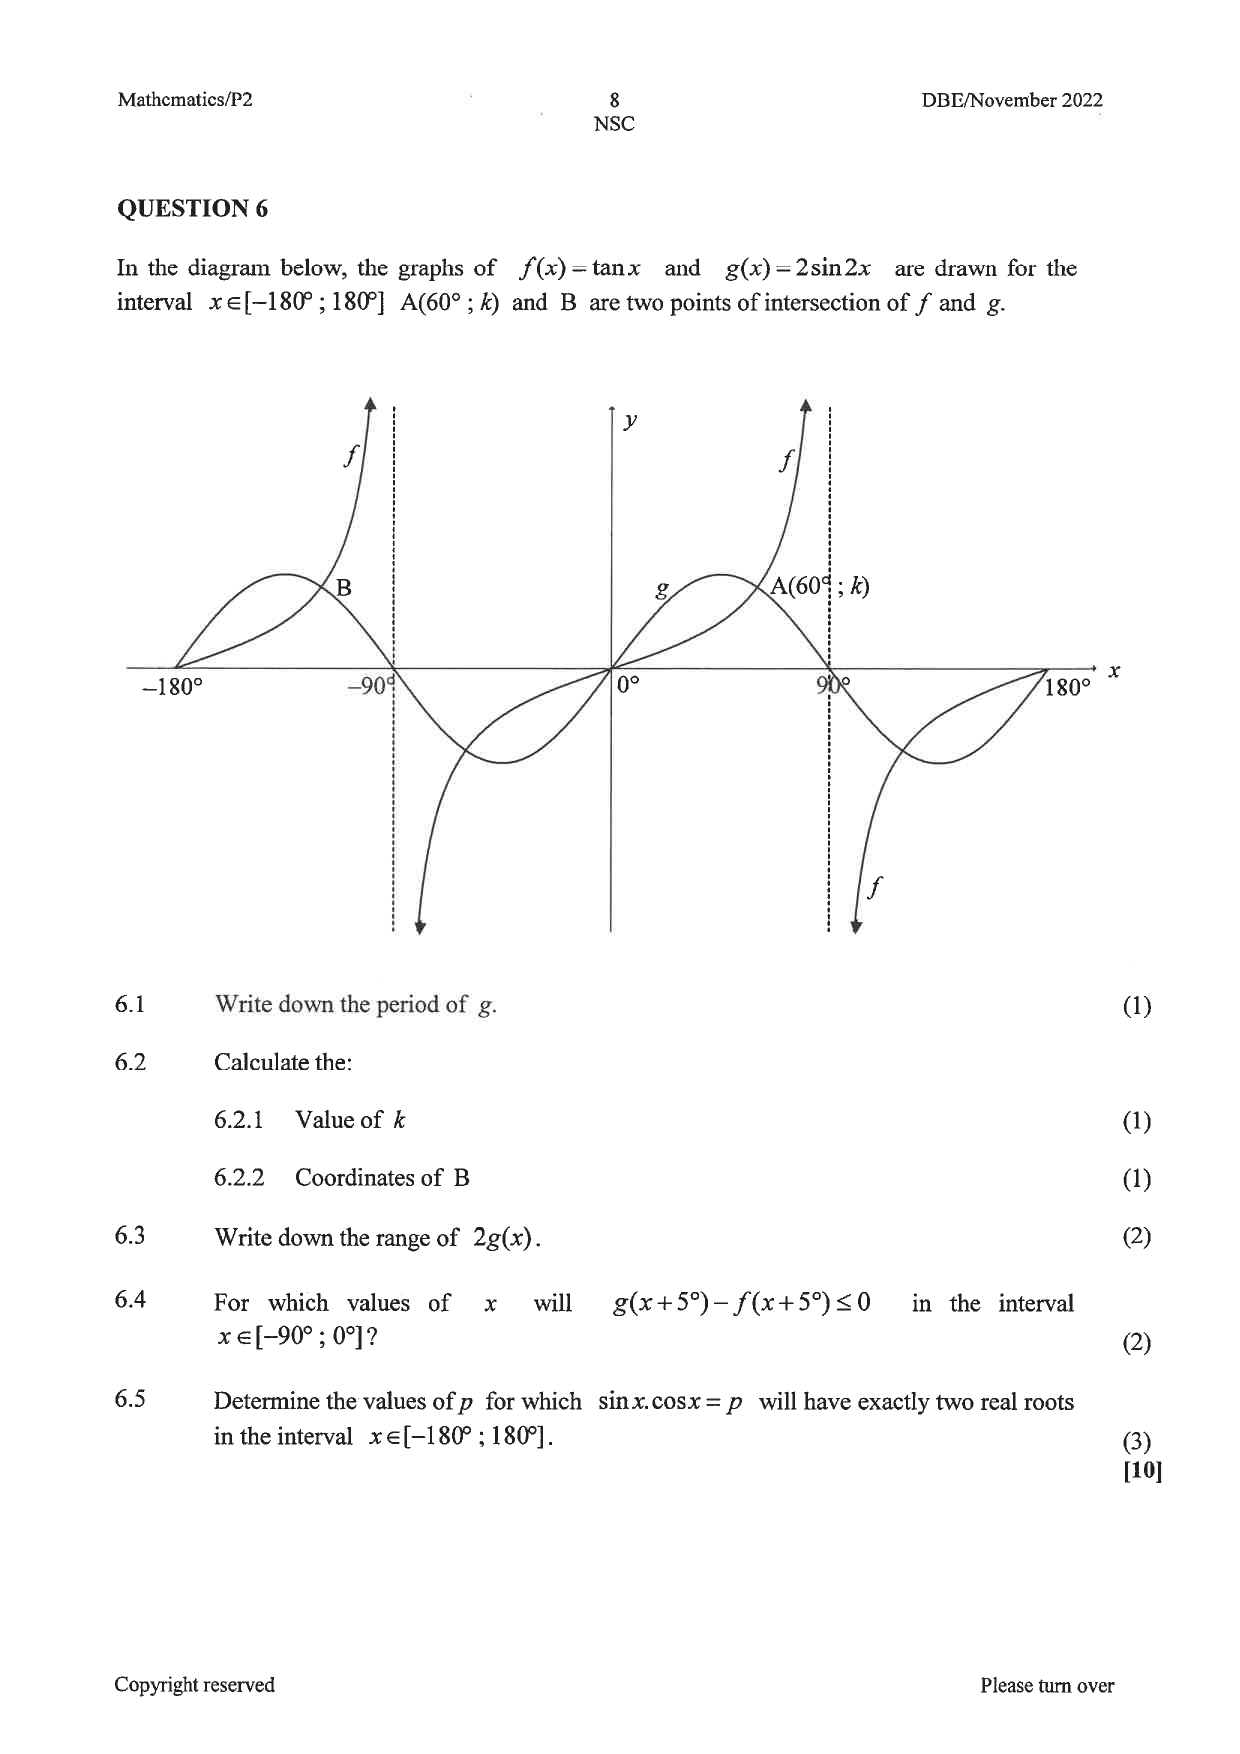 Mathematics/P2 8 DBE/November 2022
NSC
QUESTION 6
In the diagram below, the graphs of f(x) = tan x and g(x) = 2 sin 2x are drawn for the
interval x ∈ [–180° ; 180°] A(60° ; k) and B are two points of intersection of f and g.
y
f
f
B
g
A(60° ; k)
x
–180°
–90°
0°
90°
180°
f
6.1 Write down the period of g. (1)
6.2 Calculate the:
6.2.1 Value of k (1)
6.2.2 Coordinates of B (1)
6.3 Write down the range of 2g(x). (2)
6.4 For which values of x will g(x + 5°) – f(x + 5°) ≤ 0 in the interval
x ∈ [–90° ; 0°]? (2)
6.5 Determine the values of p for which sin x.cos x = p will have exactly two real roots
in the interval x ∈ [–180° ; 180°]. (3)
[10]
Copyright reserved Please turn over